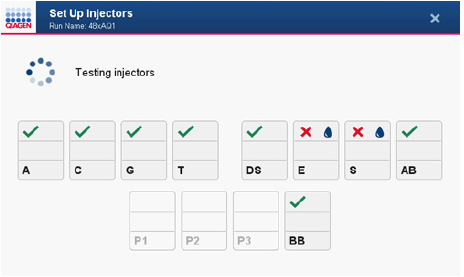 QIAGEN
Set Up Injectors
Run Name: 48xAQ1
Testing injectors
A C G T DS E S AB
P1 P2 P3 BB